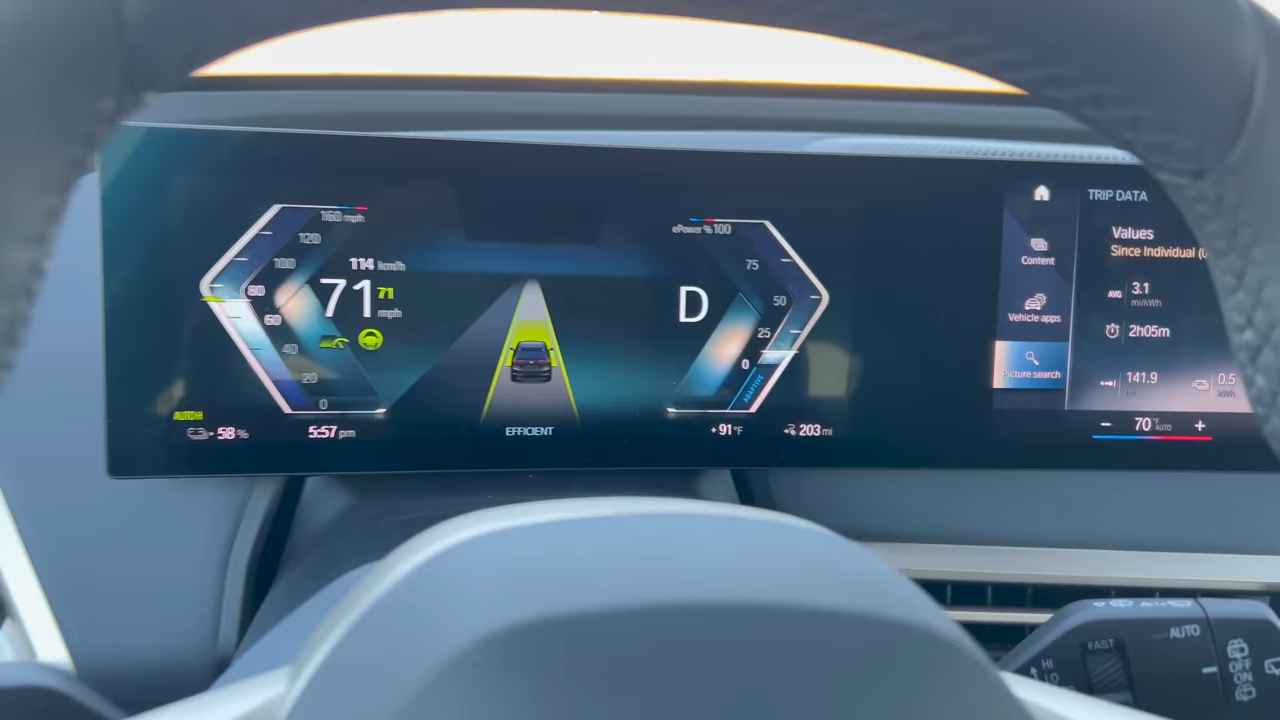 160 mph
120
100
80
60
40
20
0
114 km/h
71 71
mph
AUTO H
58 %
5:57 pm
EFFICIENT
ePower % 100
75
50
25
0
ADAPTIVE
D
+91 °F
203 mi
Content
Vehicle apps
Picture search
TRIP DATA
Values
Since Individual (
AVG 3.1
mi/kWh
2h05m
141.9
0.5
kWh
− 70 °F AUTO +
AUTO
FAST
HI
LO
OFF
ON